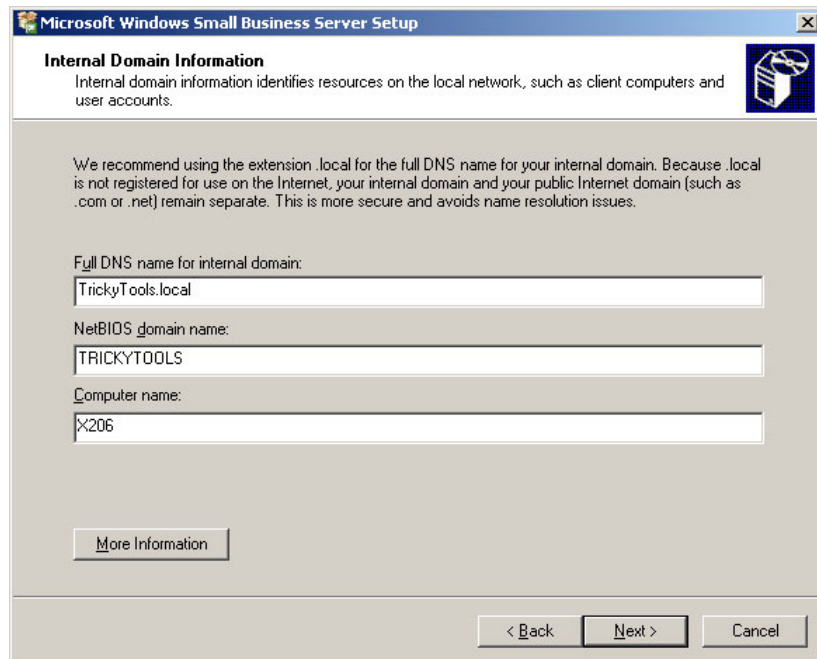 Microsoft Windows Small Business Server Setup
Internal Domain Information
Internal domain information identifies resources on the local network, such as client computers and
user accounts.
We recommend using the extension .local for the full DNS name for your internal domain. Because .local
is not registered for use on the Internet, your internal domain and your public Internet domain (such as
.com or .net) remain separate. This is more secure and avoids name resolution issues.
Full DNS name for internal domain:
TrickyTools.local
NetBIOS domain name:
TRICKYTOOLS
Computer name:
X206
More Information
< Back Next > Cancel